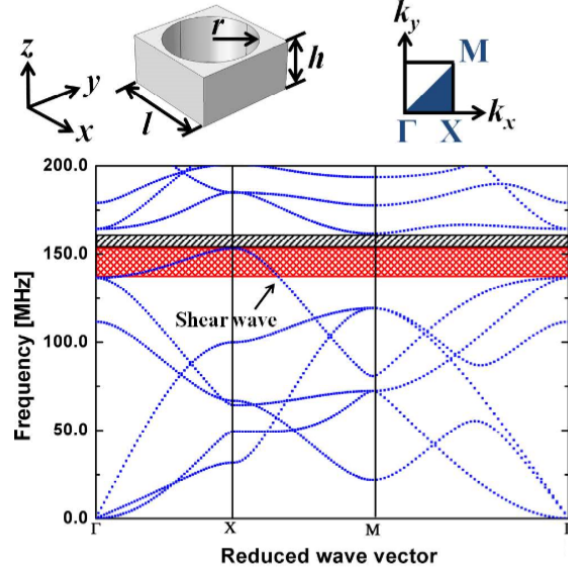 z
y
x
r
h
l
k_y
M
Γ
X
k_x
200.0
150.0
100.0
50.0
0.0
Frequency [MHz]
Shear wave
Γ
X
M
Reduced wave vector